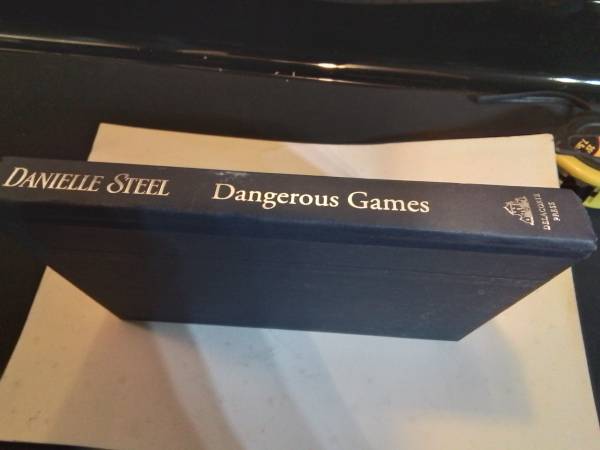 DANIELLE STEEL
Dangerous Games
DELACORTE
PRESS